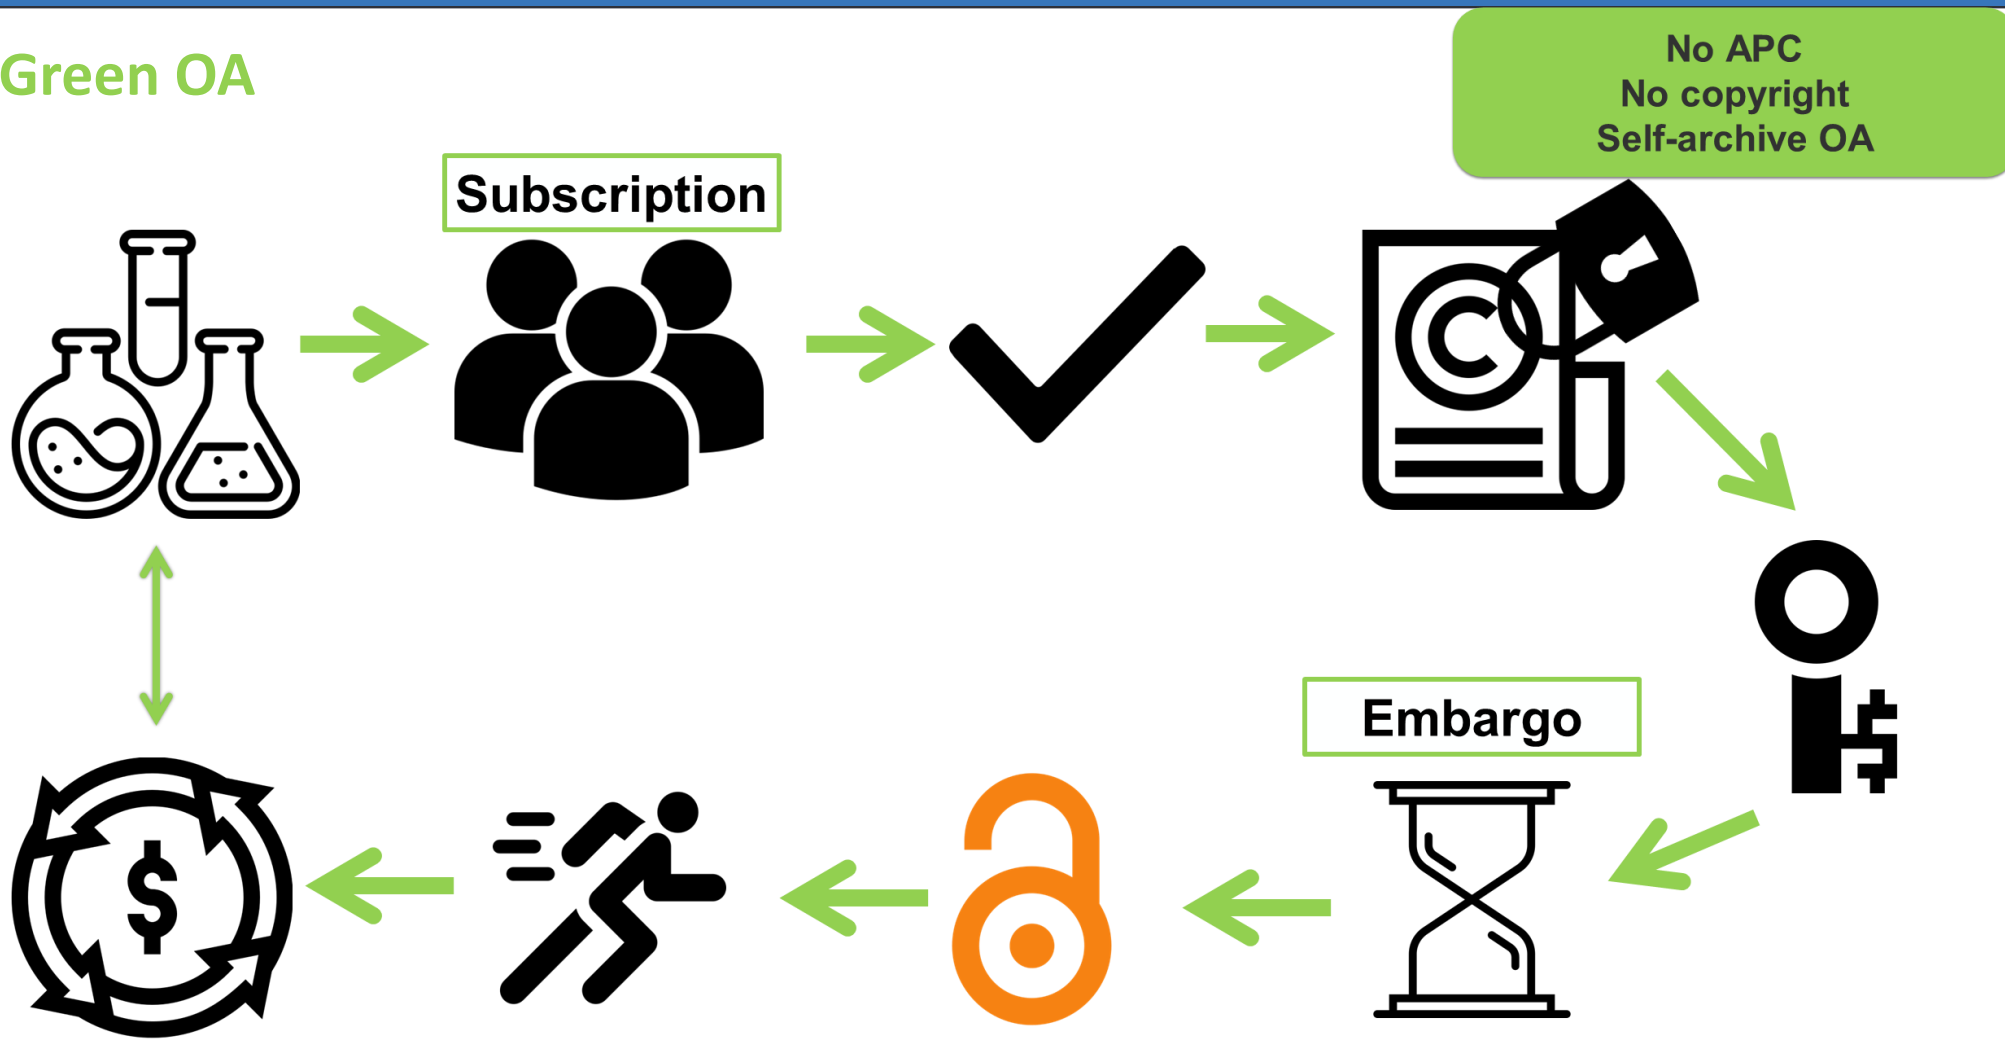 Green OA
No APC
No copyright
Self-archive OA
Subscription
Embargo